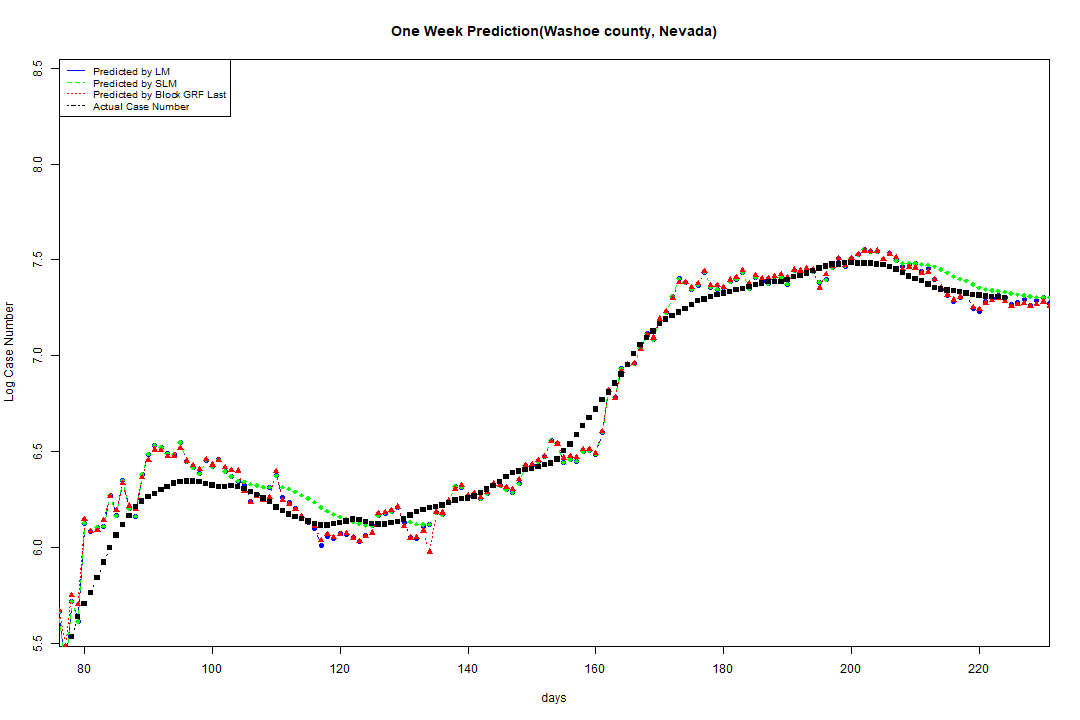 One Week Prediction(Washoe county, Nevada)
Predicted by LM
Predicted by SLM
Predicted by Block GRF Last
Actual Case Number
8.5
8.0
7.5
7.0
6.5
6.0
5.5
Log Case Number
80 100 120 140 160 180 200 220
days